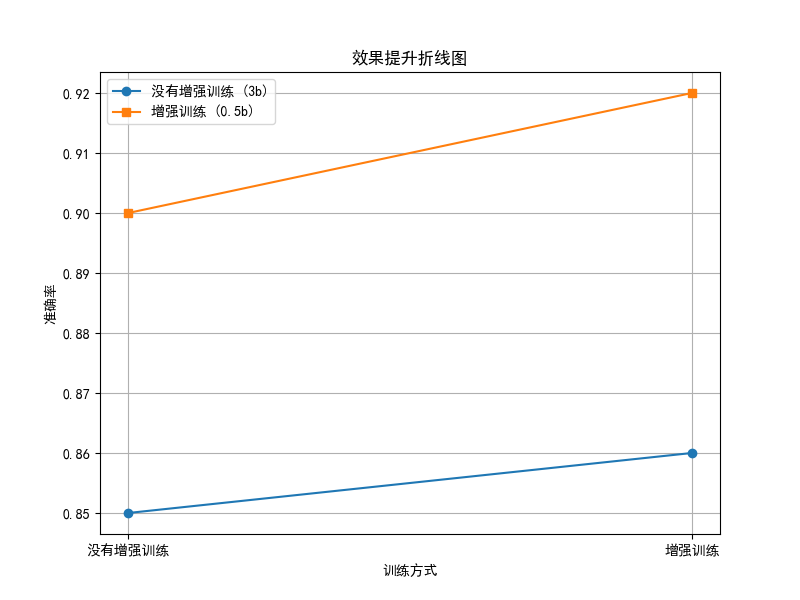 效果提升折线图
没有增强训练 (3b)
增强训练 (0.5b)
0.92
0.91
0.90
0.89
0.88
0.87
0.86
0.85
准确率
没有增强训练
增强训练
训练方式